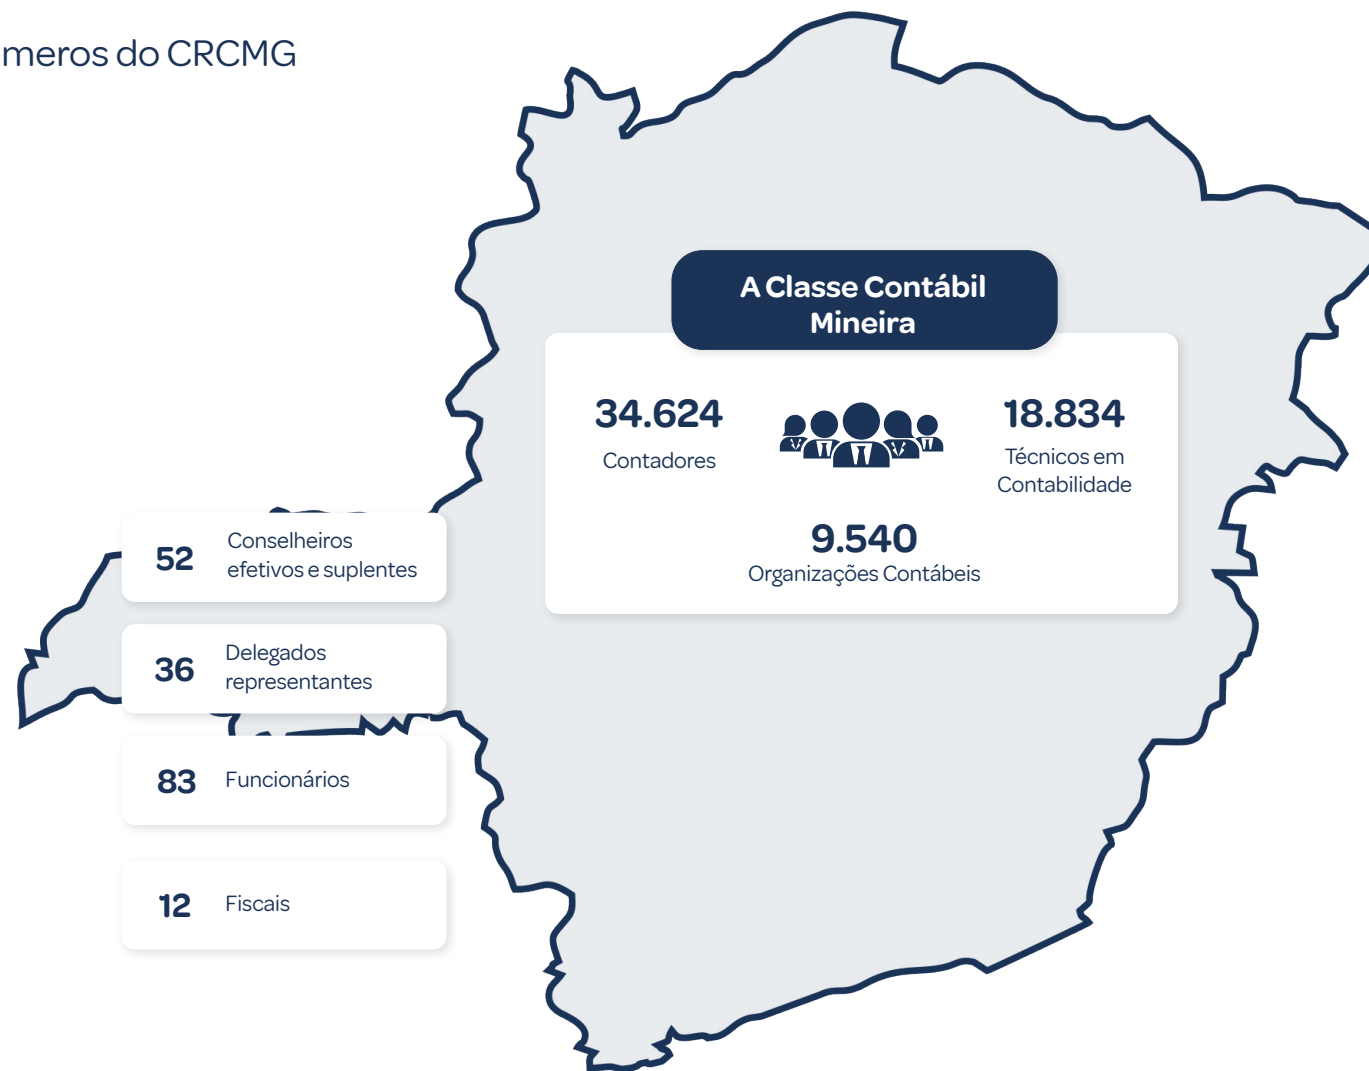 meros do CRCMG
A Classe Contábil
Mineira
34.624
Contadores
18.834
Técnicos em
Contabilidade
9.540
Organizações Contábeis
52
Conselheiros
efetivos e suplentes
36
Delegados
representantes
83
Funcionários
12
Fiscais